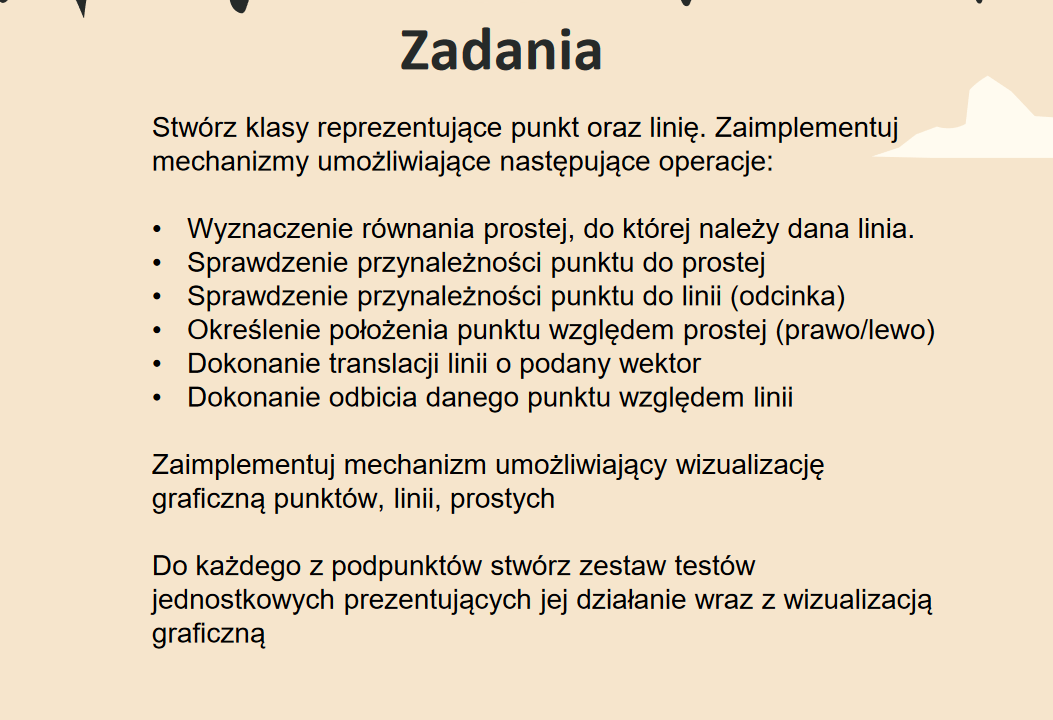 Zadania
Stwórz klasy reprezentujące punkt oraz linię. Zaimplementuj
mechanizmy umożliwiające następujące operacje:
• Wyznaczenie równania prostej, do której należy dana linia.
• Sprawdzenie przynależności punktu do prostej
• Sprawdzenie przynależności punktu do linii (odcinka)
• Określenie położenia punktu względem prostej (prawo/lewo)
• Dokonanie translacji linii o podany wektor
• Dokonanie odbicia danego punktu względem linii
Zaimplementuj mechanizm umożliwiający wizualizację
graficzną punktów, linii, prostych
Do każdego z podpunktów stwórz zestaw testów
jednostkowych prezentujących jej działanie wraz z wizualizacją
graficzną